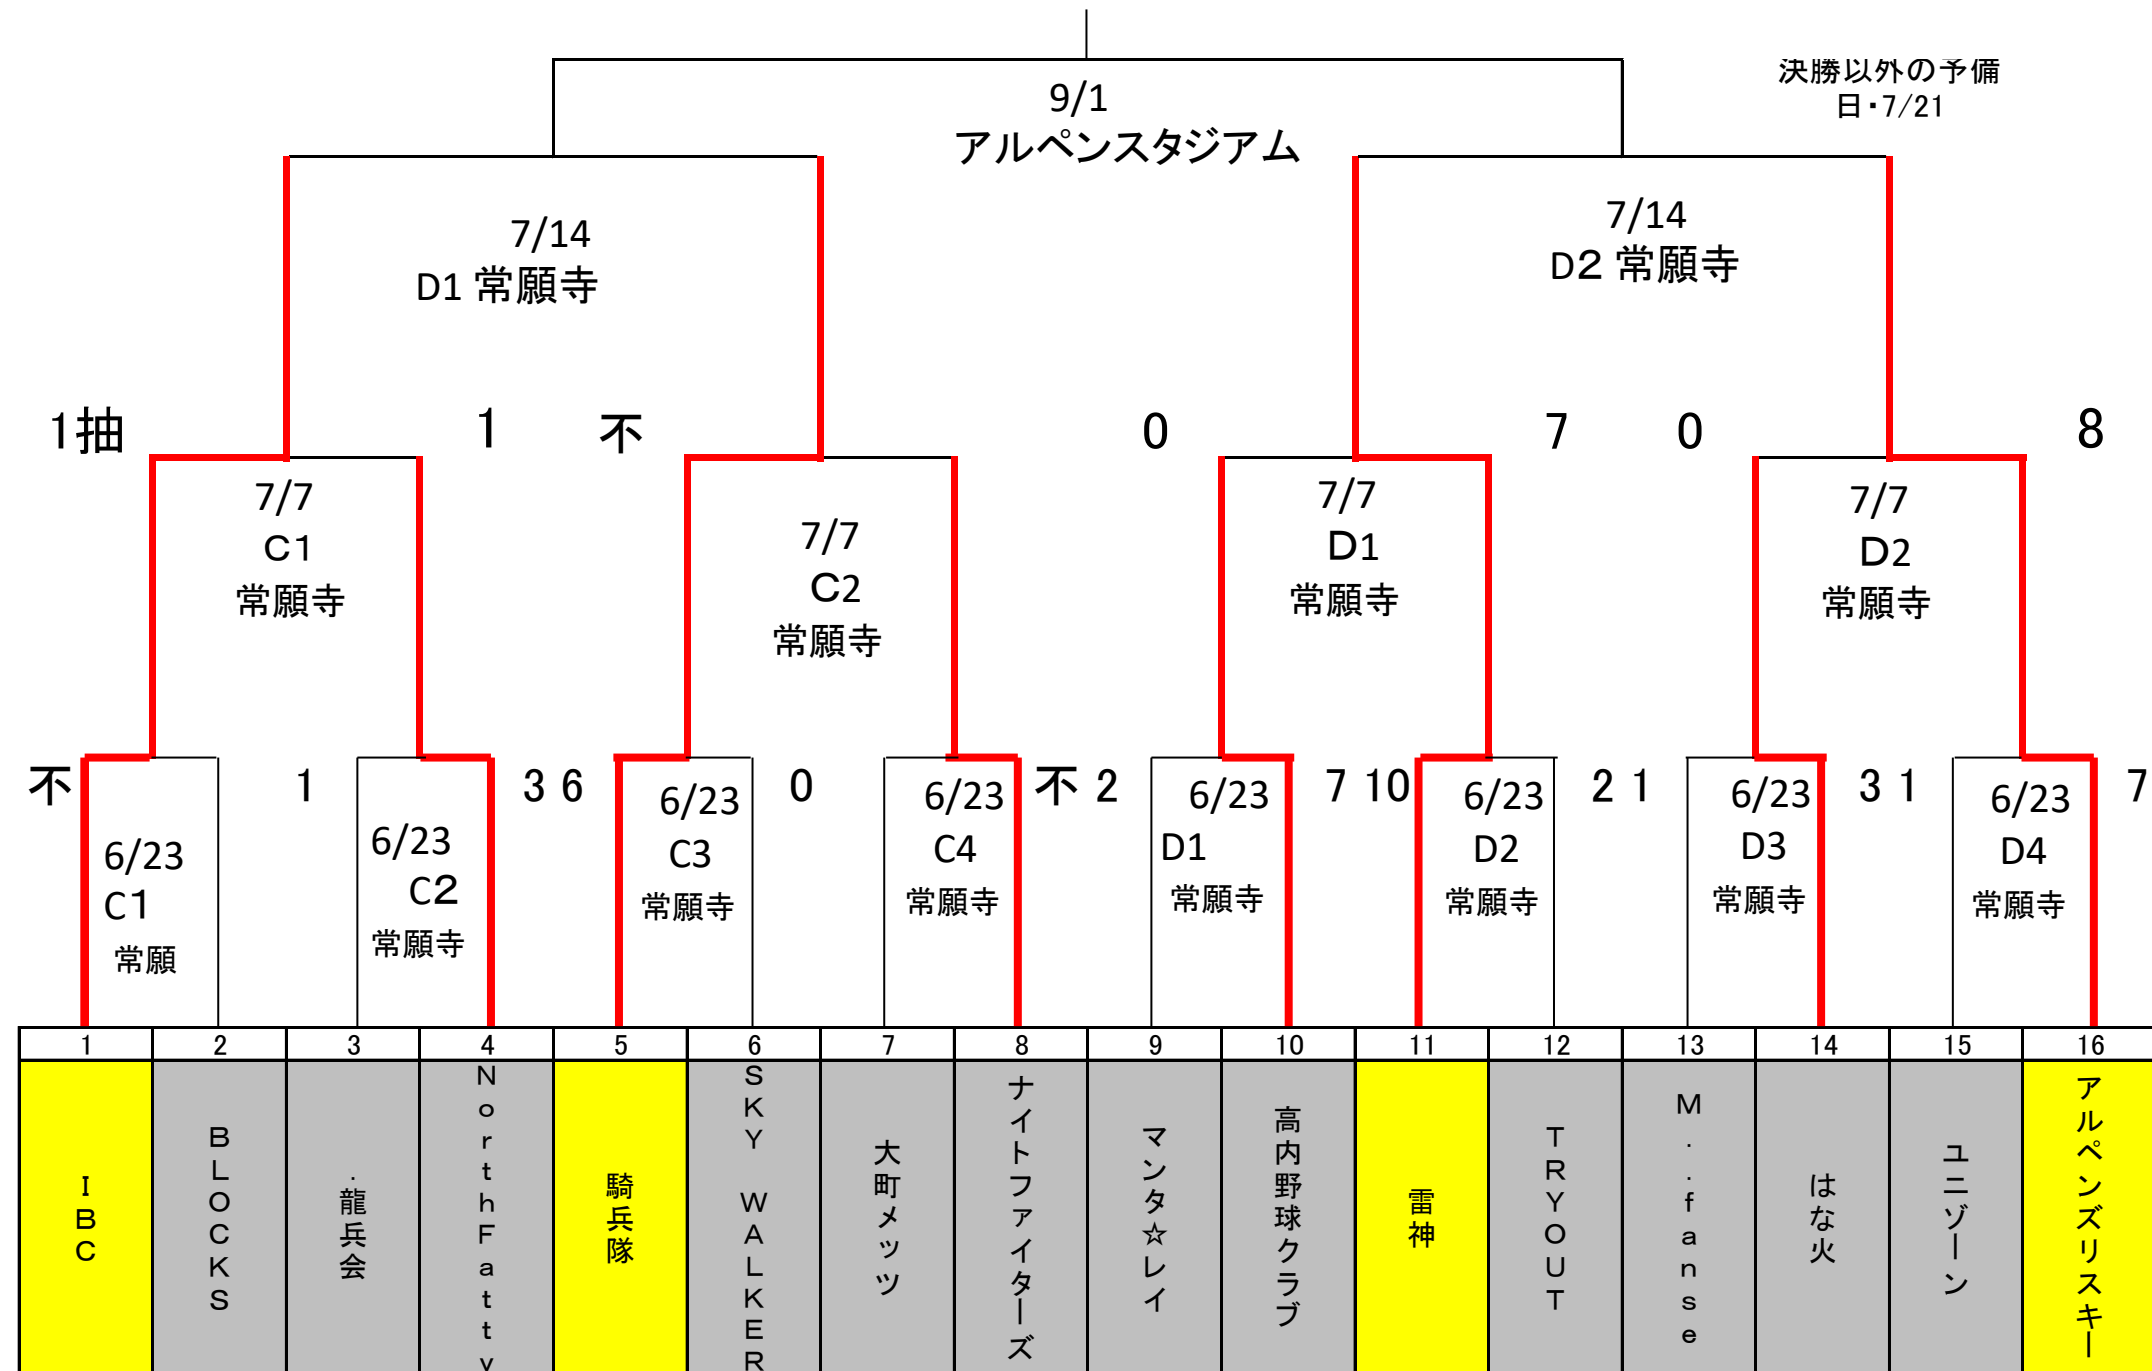 決勝以外の予備
日・7/21
9/1
アルペンスタジアム
7/14
D1 常願寺
7/14
D2 常願寺
1抽
1
不
0
7
0
8
7/7
C1
常願寺
7/7
C2
常願寺
7/7
D1
常願寺
7/7
D2
常願寺
不
1
3
6
0
不
2
7
10
2
1
3
1
7
6/23
C1
常願
6/23
C2
常願寺
6/23
C3
常願寺
6/23
C4
常願寺
6/23
D1
常願寺
6/23
D2
常願寺
6/23
D3
常願寺
6/23
D4
常願寺
1 2 3 4 5 6 7 8 9 10 11 12 13 14 15 16
IBC
BLOCKS
.龍兵会
NorthFatty
騎兵隊
SKY WALKER
大町メッツ
ナイトファイターズ
マンタ☆レイ
高内野球クラブ
雷神
TRYOUT
M..fanse
はな火
ユニゾーン
アルペンズリスキー